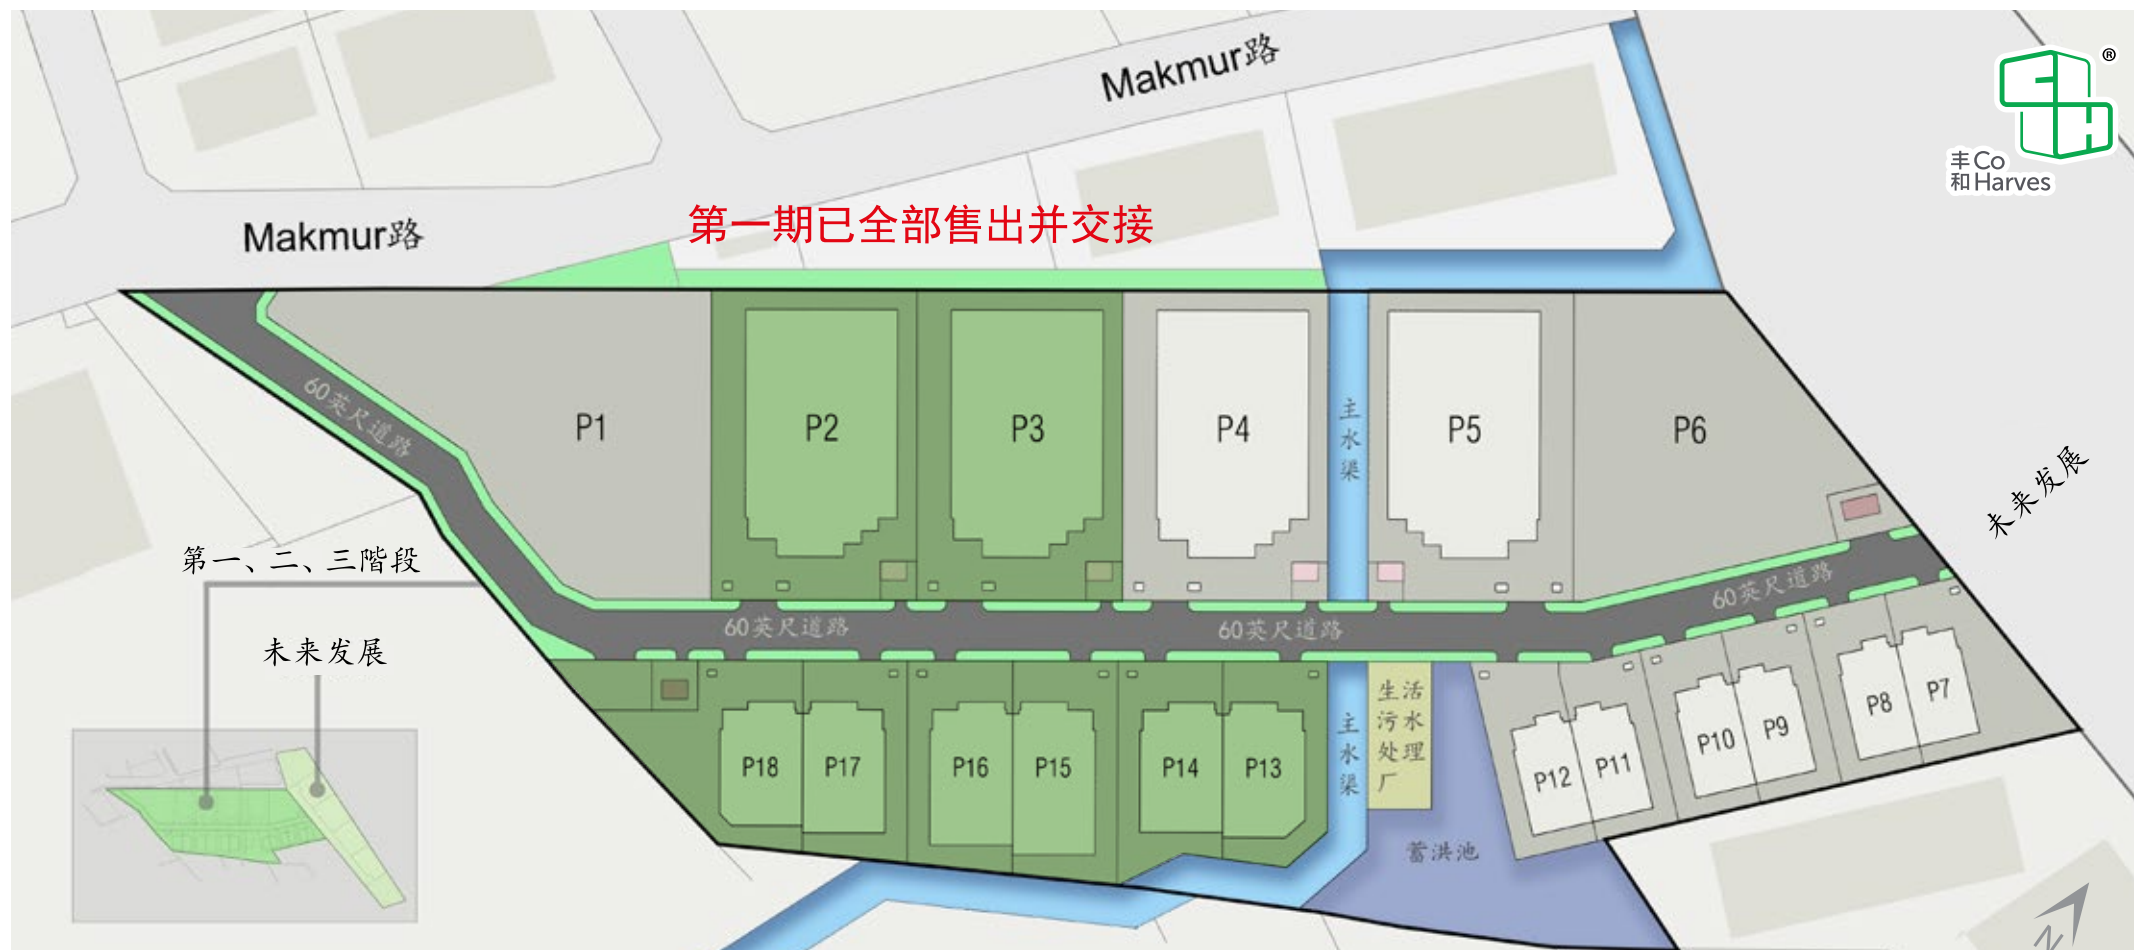 Makmur路
®
丰Co
和Harves
Makmur路
第一期已全部售出并交接
60英尺道路
P1
P2
P3
P4
主水渠
P5
P6
未来发展
第一、二、三階段
60英尺道路
60英尺道路
60英尺道路
未来发展
P18
P17
P16
P15
P14
P13
主水渠
生活
污水
处理
厂
P12
P11
P10
P9
P8
P7
蓄洪池
N